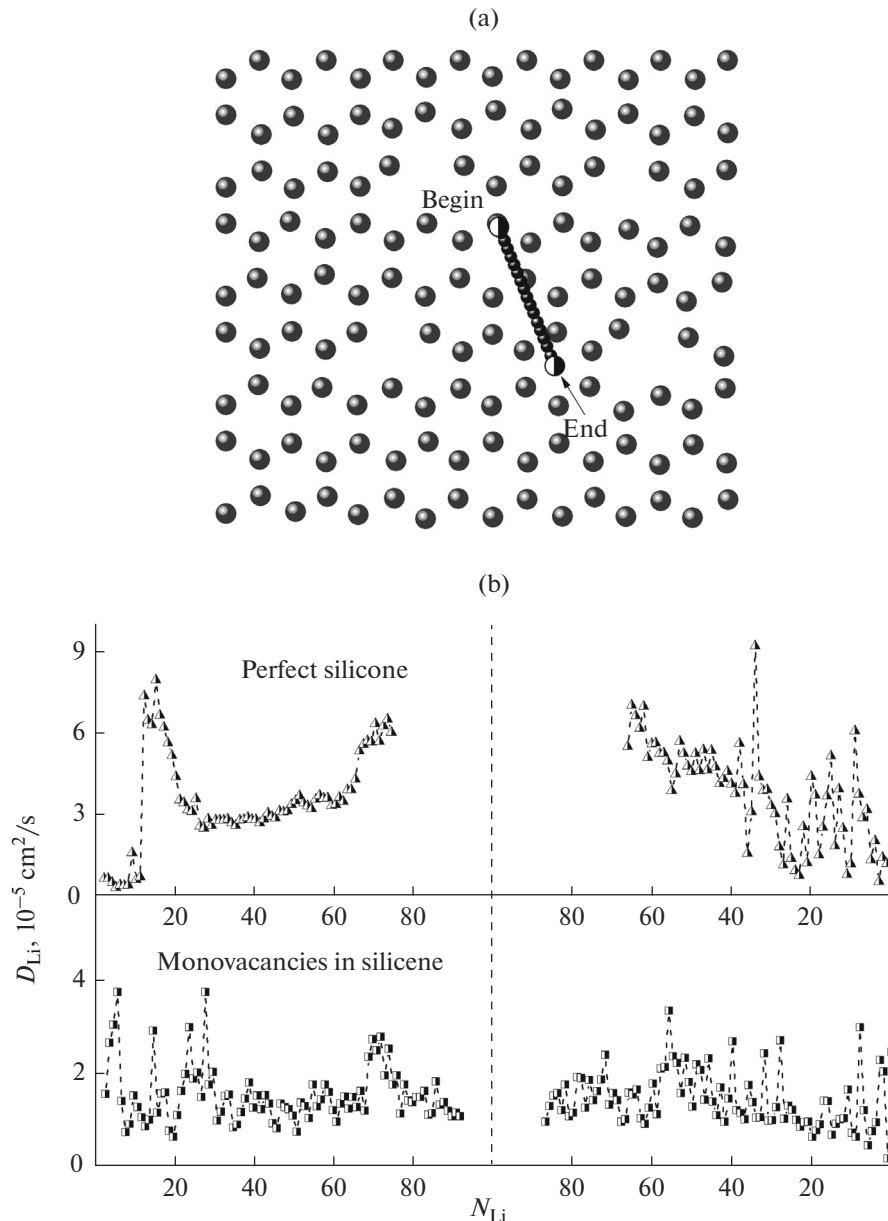 (a)
Begin
End
(b)
9
Perfect silicone
6
3
0
20 40 60 80 80 60 40 20
D_Li, 10^–5 cm^2/s
Monovacancies in silicene
4
2
0
20 40 60 80 80 60 40 20
N_Li